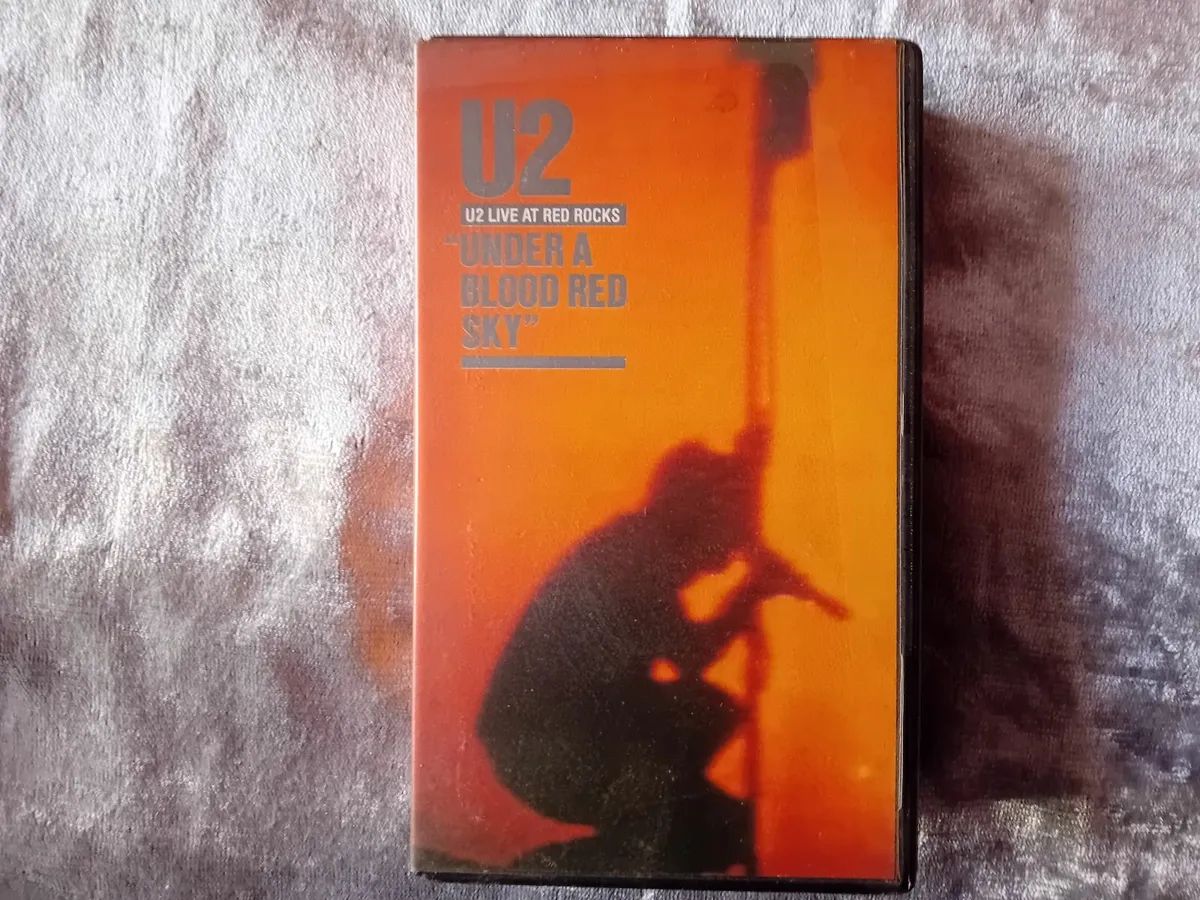 U2
U2 LIVE AT RED ROCKS
“UNDER A
BLOOD RED
SKY”